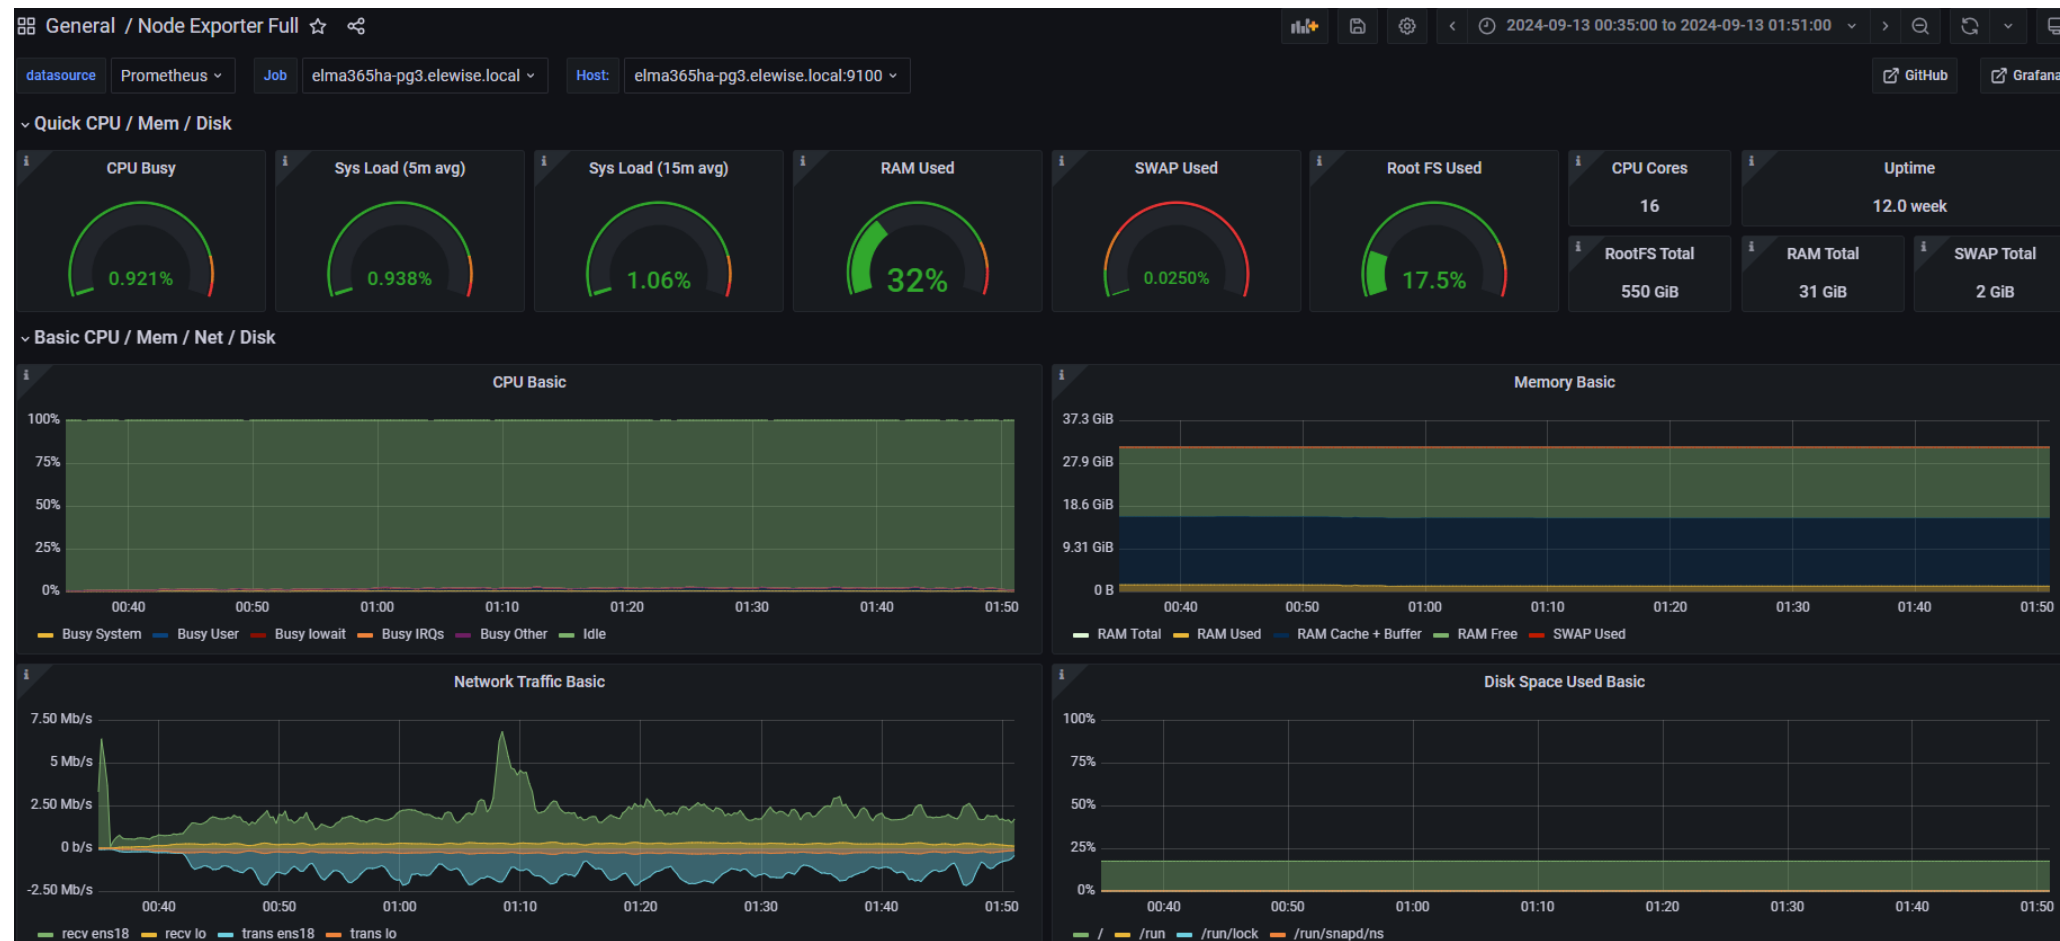 General / Node Exporter Full
2024-09-13 00:35:00 to 2024-09-13 01:51:00
datasource Prometheus Job elma365ha-pg3.elewise.local Host: elma365ha-pg3.elewise.local:9100 GitHub Grafana
Quick CPU / Mem / Disk
CPU Busy
0.921%
Sys Load (5m avg)
0.938%
Sys Load (15m avg)
1.06%
RAM Used
32%
SWAP Used
0.0250%
Root FS Used
17.5%
CPU Cores
16
Uptime
12.0 week
RootFS Total
550 GiB
RAM Total
31 GiB
SWAP Total
2 GiB
Basic CPU / Mem / Net / Disk
CPU Basic
100%
75%
50%
25%
0%
00:40 00:50 01:00 01:10 01:20 01:30 01:40 01:50
Busy System Busy User Busy Iowait Busy IRQs Busy Other Idle
Memory Basic
37.3 GiB
27.9 GiB
18.6 GiB
9.31 GiB
0 B
00:40 00:50 01:00 01:10 01:20 01:30 01:40 01:50
RAM Total RAM Used RAM Cache + Buffer RAM Free SWAP Used
Network Traffic Basic
7.50 Mb/s
5 Mb/s
2.50 Mb/s
0 b/s
-2.50 Mb/s
00:40 00:50 01:00 01:10 01:20 01:30 01:40 01:50
recv ens18 recv lo trans ens18 trans lo
Disk Space Used Basic
100%
75%
50%
25%
0%
00:40 00:50 01:00 01:10 01:20 01:30 01:40 01:50
/ /run /run/lock /run/snapd/ns